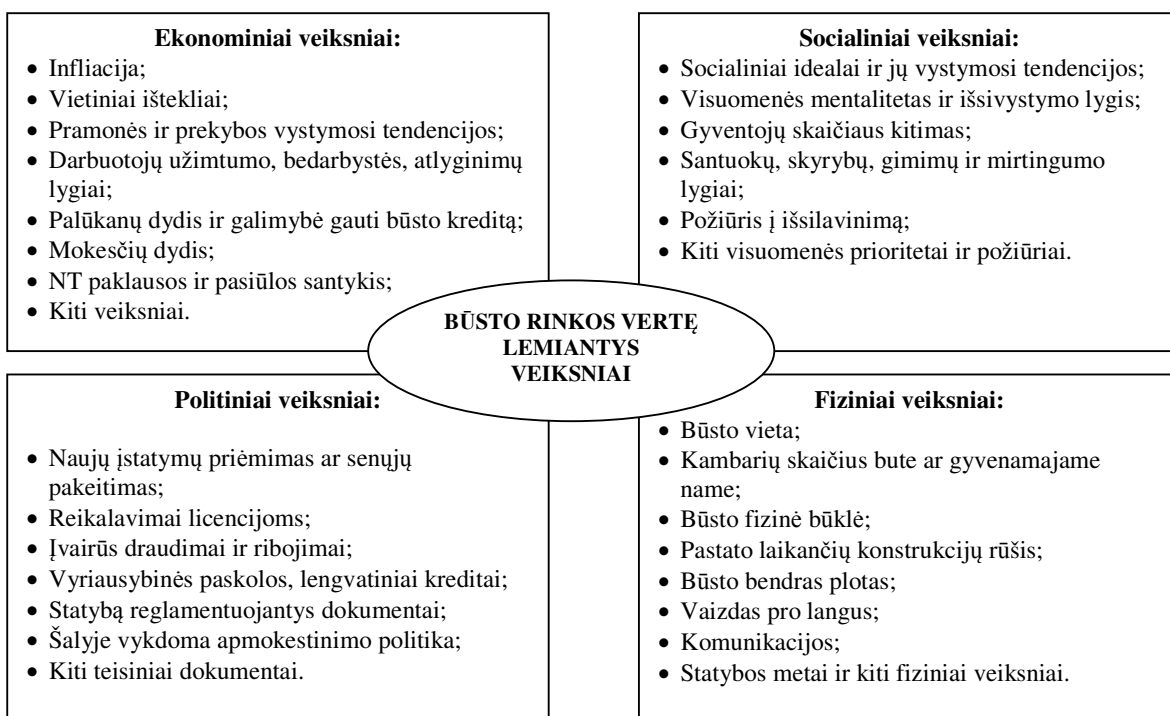 Ekonominiai veiksniai:
• Infliacija;
• Vietiniai ištekliai;
• Pramonės ir prekybos vystymosi tendencijos;
• Darbuotojų užimtumo, bedarbystės, atlyginimų
lygiai;
• Palūkanų dydis ir galimybė gauti būsto kreditą;
• Mokesčių dydis;
• NT paklausos ir pasiūlos santykis;
• Kiti veiksniai.
Socialiniai veiksniai:
• Socialiniai idealai ir jų vystymosi tendencijos;
• Visuomenės mentalitetas ir išsivystymo lygis;
• Gyventojų skaičiaus kitimas;
• Santuokų, skyrybų, gimimų ir mirtingumo
lygiai;
• Požiūris į išsilavinimą;
• Kiti visuomenės prioritetai ir požiūriai.
BŪSTO RINKOS VERTĘ
LEMIANTYS
VEIKSNIAI
Politiniai veiksniai:
• Naujų įstatymų priėmimas ar senųjų
pakeitimas;
• Reikalavimai licencijoms;
• Įvairūs draudimai ir ribojimai;
• Vyriausybinės paskolos, lengvatiniai kreditai;
• Statybą reglamentuojantys dokumentai;
• Šalyje vykdoma apmokestinimo politika;
• Kiti teisiniai dokumentai.
Fiziniai veiksniai:
• Būsto vieta;
• Kambarių skaičius bute ar gyvenamajame
name;
• Būsto fizinė būklė;
• Pastato laikančių konstrukcijų rūšis;
• Būsto bendras plotas;
• Vaizdas pro langus;
• Komunikacijos;
• Statybos metai ir kiti fiziniai veiksniai.